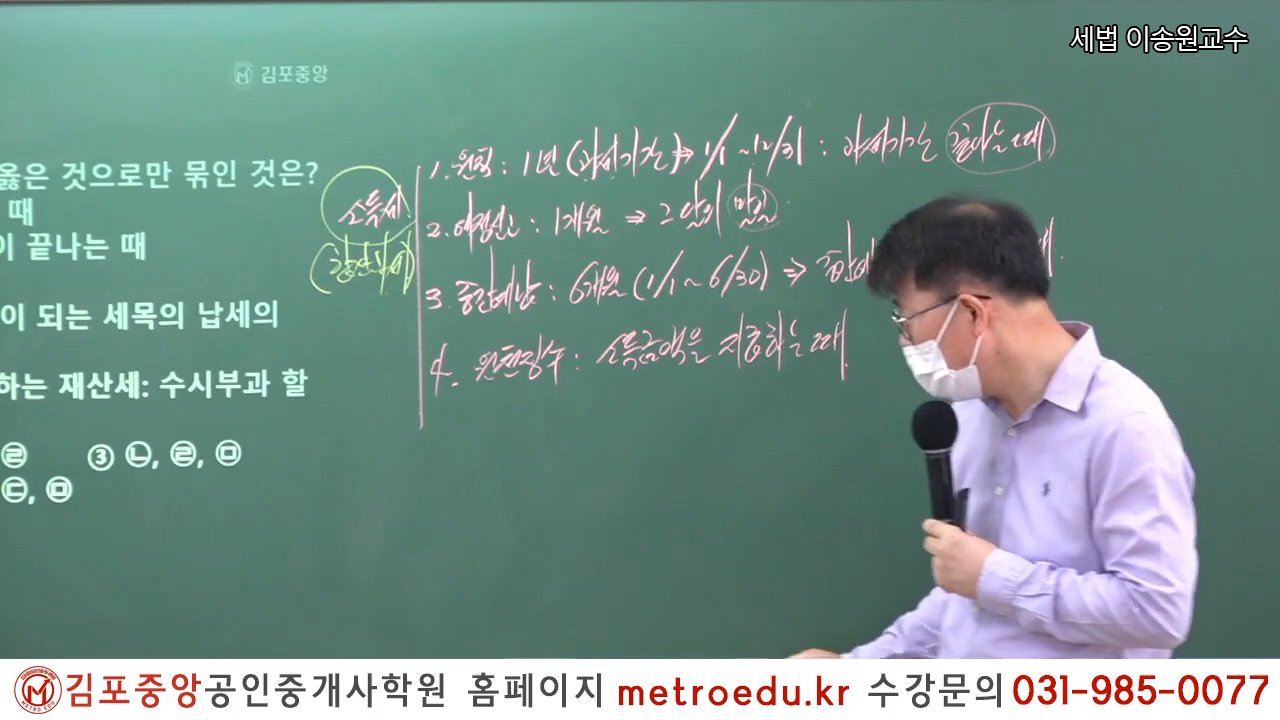 세법 이송원교수
김포중앙
옳은 것으로만 묶인 것은?
때
이 끝나는 때
이 되는 세목의 납세의
하는 재산세: 수시부과 할
㉣ ③ ㉡, ㉣, ㉤
㉢, ㉤
소득세
1. 원칙 : 1년 (과세기간) ⇒ 1/1 ~ 12/31 : 과세기간 끝나는 때
2. 예정신고 : 1개월 ⇒ 그 달의 말일
3. 중간예납 : 6개월 (1/1 ~ 6/30) ⇒
4. 원천징수 : 소득금액을 지급하는 때
METRO EDU
김포중앙공인중개사학원 홈페이지 metroedu.kr 수강문의 031-985-0077